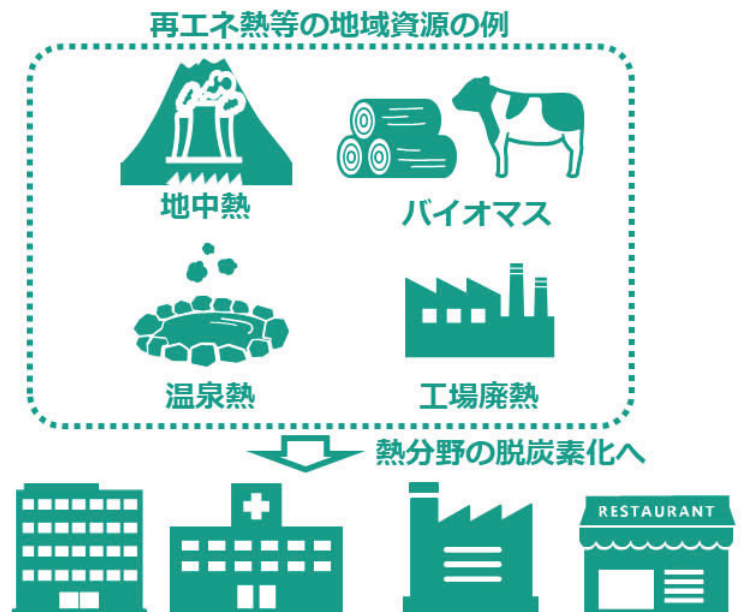 再エネ熱等の地域資源の例
地中熱
バイオマス
温泉熱
工場廃熱
熱分野の脱炭素化へ
RESTAURANT